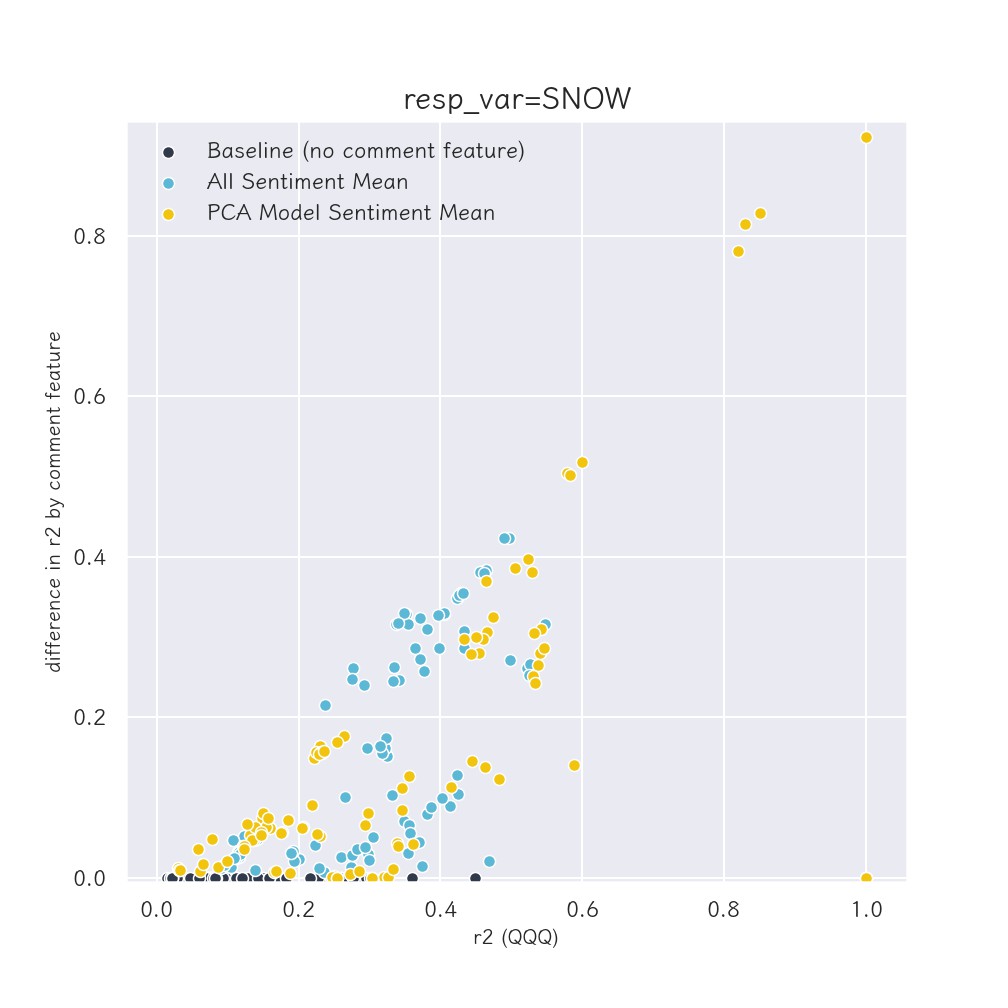 resp_var=SNOW
Baseline (no comment feature)
All Sentiment Mean
PCA Model Sentiment Mean
difference in r2 by comment feature
0.8
0.6
0.4
0.2
0.0
0.0 0.2 0.4 0.6 0.8 1.0
r2 (QQQ)